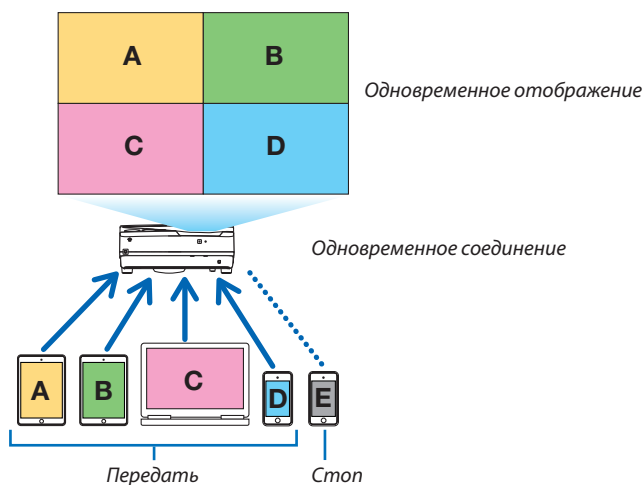 A B
Одновременное отображение
C D
Одновременное соединение
A B C D E
Передать Стоп